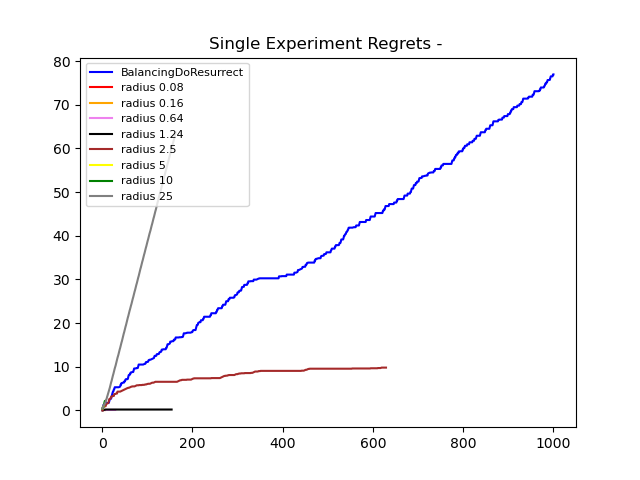 Single Experiment Regrets -
80
70
60
50
40
30
20
10
0
BalancingDoResurrect
radius 0.08
radius 0.16
radius 0.64
radius 1.24
radius 2.5
radius 5
radius 10
radius 25
0 200 400 600 800 1000